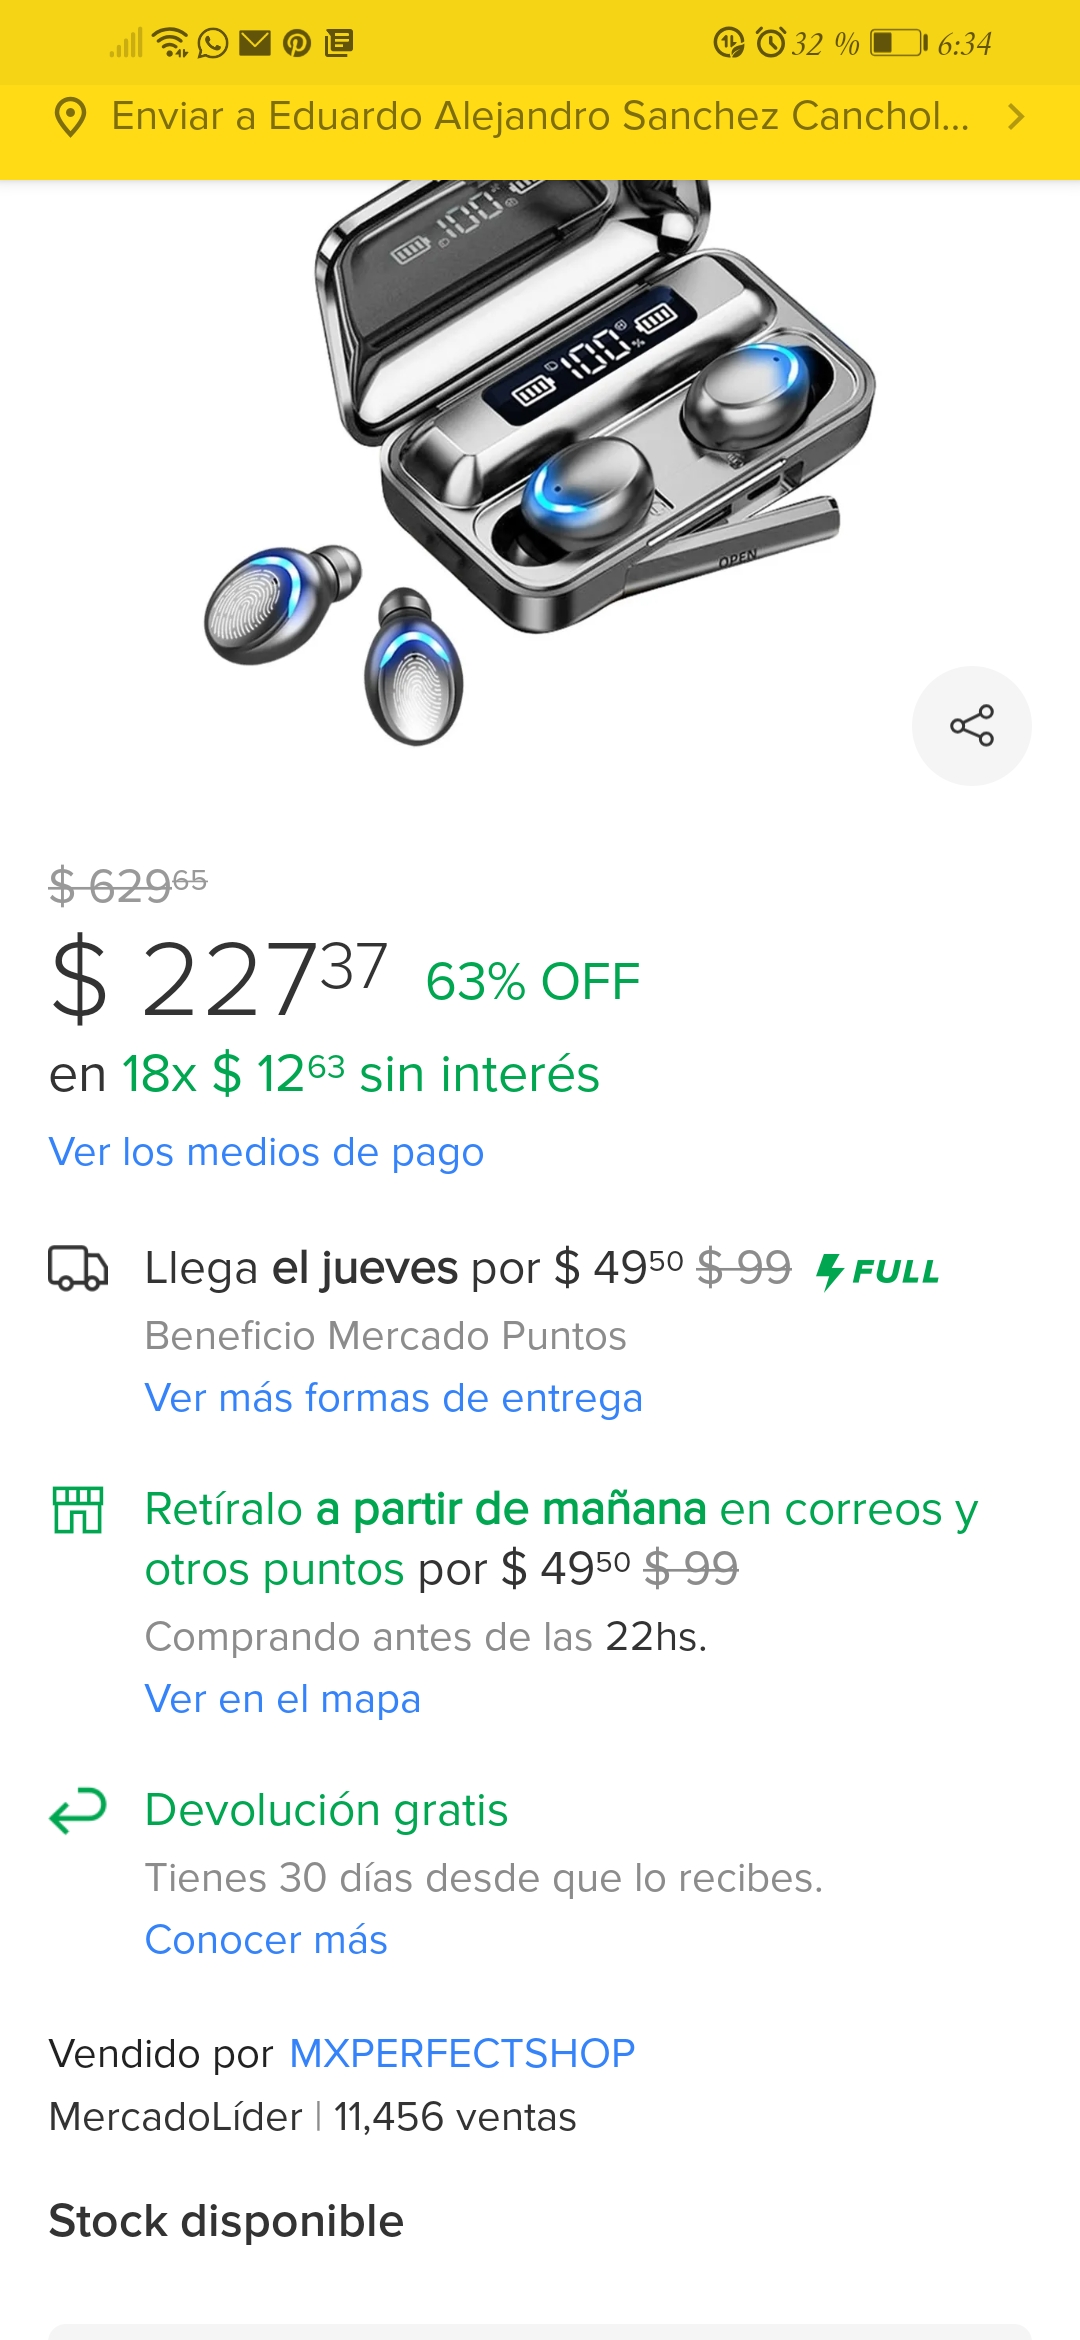 32 % 6:34
Enviar a Eduardo Alejandro Sanchez Canchol...
100
100%
OPEN
$ 629 65
$ 227 37 63% OFF
en 18x $ 12 63 sin interés
Ver los medios de pago
Llega el jueves por $ 49 50 $ 99 FULL
Beneficio Mercado Puntos
Ver más formas de entrega
Retíralo a partir de mañana en correos y
otros puntos por $ 49 50 $ 99
Comprando antes de las 22hs.
Ver en el mapa
Devolución gratis
Tienes 30 días desde que lo recibes.
Conocer más
Vendido por MXPERFECTSHOP
MercadoLíder | 11,456 ventas
Stock disponible